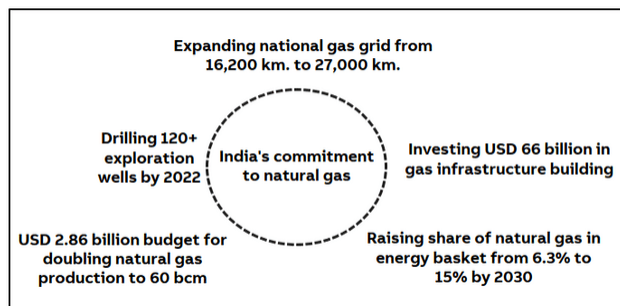 Expanding national gas grid from
16,200 km. to 27,000 km.
Drilling 120+
exploration
wells by 2022
India's commitment
to natural gas
Investing USD 66 billion in
gas infrastructure building
USD 2.86 billion budget for
doubling natural gas
production to 60 bcm
Raising share of natural gas in
energy basket from 6.3% to
15% by 2030